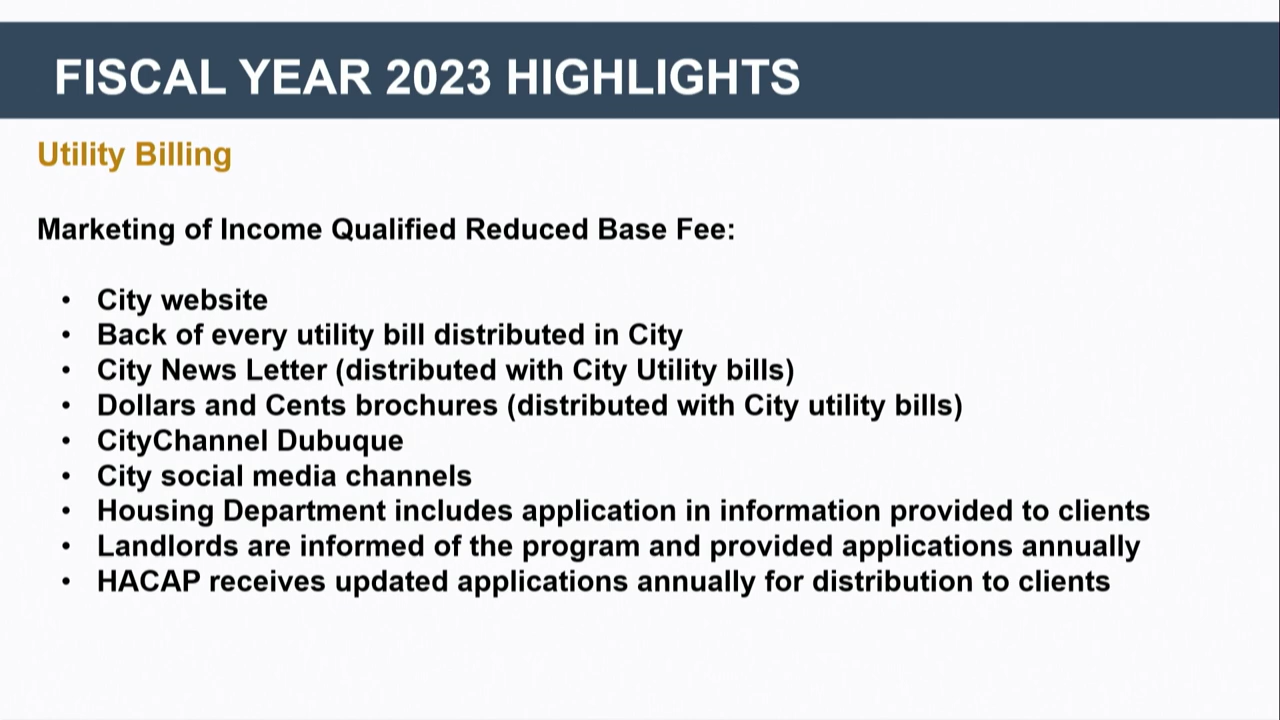 FISCAL YEAR 2023 HIGHLIGHTS
Utility Billing
Marketing of Income Qualified Reduced Base Fee:
• City website
• Back of every utility bill distributed in City
• City News Letter (distributed with City Utility bills)
• Dollars and Cents brochures (distributed with City utility bills)
• CityChannel Dubuque
• City social media channels
• Housing Department includes application in information provided to clients
• Landlords are informed of the program and provided applications annually
• HACAP receives updated applications annually for distribution to clients